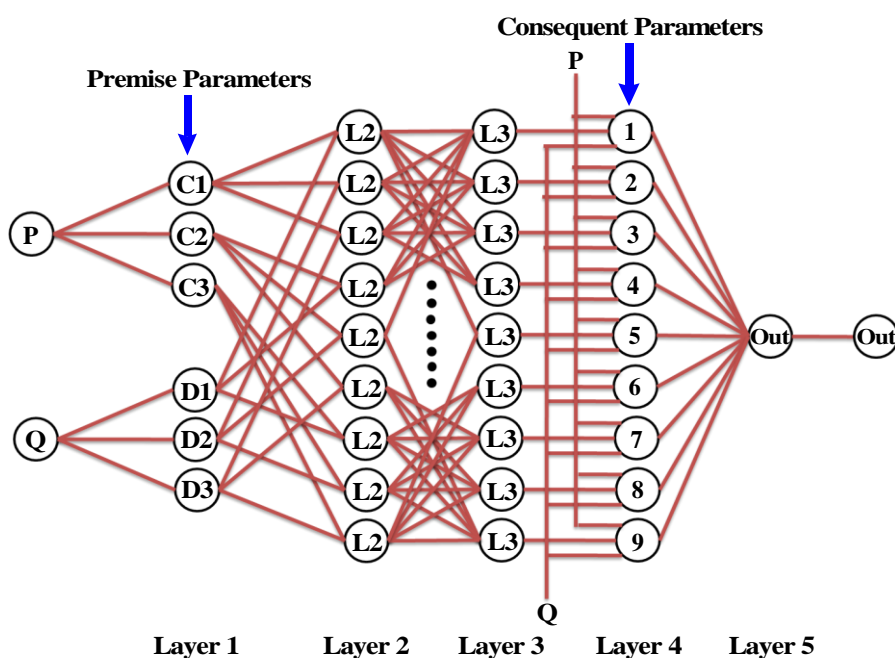 Consequent Parameters
P
Premise Parameters
L2 L3 1
C1 L2 L3 2
P C2 L2 L3 3
C3 L2 L3 4
L2 L3 5 Out Out
D1 L2 L3 6
Q D2 L2 L3 7
D3 L2 L3 8
L2 L3 9
Q
Layer 1 Layer 2 Layer 3 Layer 4 Layer 5